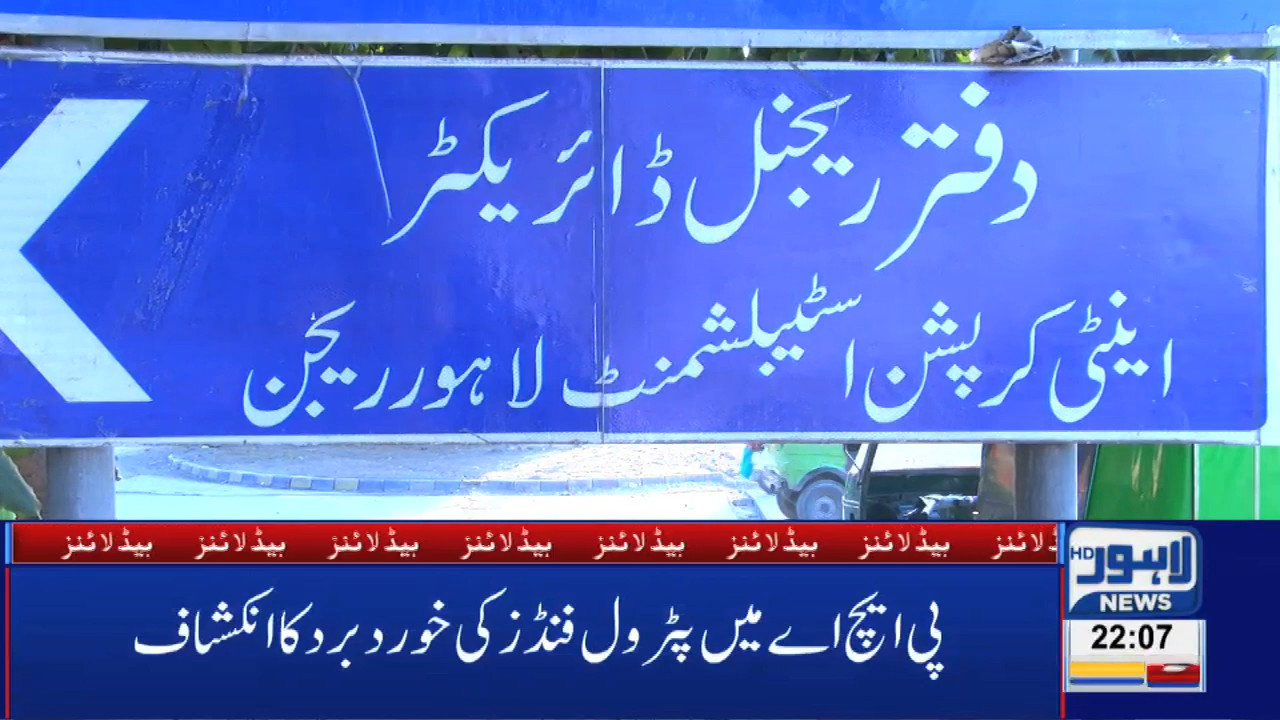 دفتر ریجنل ڈائریکٹر
اینٹی کرپشن اسٹیبلشمنٹ لاہور ریجن
ہیڈلائنز ہیڈلائنز ہیڈلائنز ہیڈلائنز ہیڈلائنز ہیڈلائنز ہیڈلائنز ڈلائنز
پی ایچ اے میں پٹرول فنڈز کی خورد برد کا انکشاف
لاہور HD
NEWS
22:07